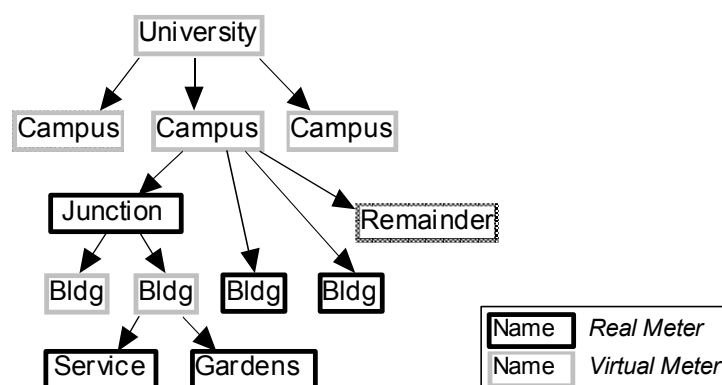 University
Campus Campus Campus
Junction
Remainder
Bldg Bldg Bldg Bldg
Name Real Meter
Service Gardens
Name Virtual Meter